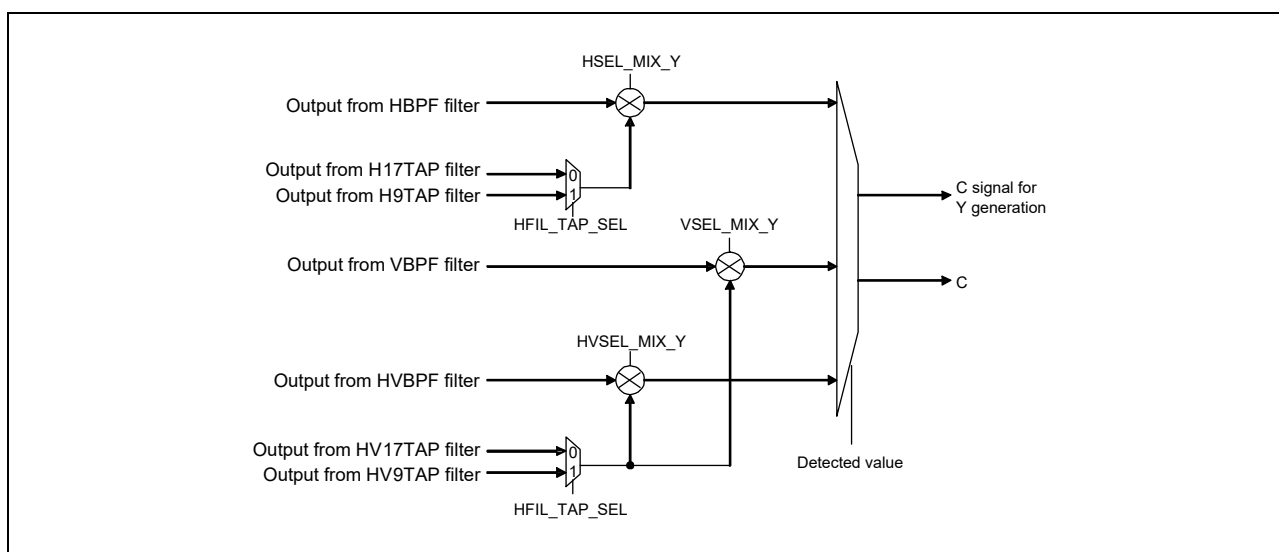 HSEL_MIX_Y
Output from HBPF filter
Output from H17TAP filter
0
Output from H9TAP filter
1
HFIL_TAP_SEL
VSEL_MIX_Y
C signal for
Y generation
Output from VBPF filter
C
HVSEL_MIX_Y
Output from HVBPF filter
Output from HV17TAP filter
0
Output from HV9TAP filter
1
HFIL_TAP_SEL
Detected value